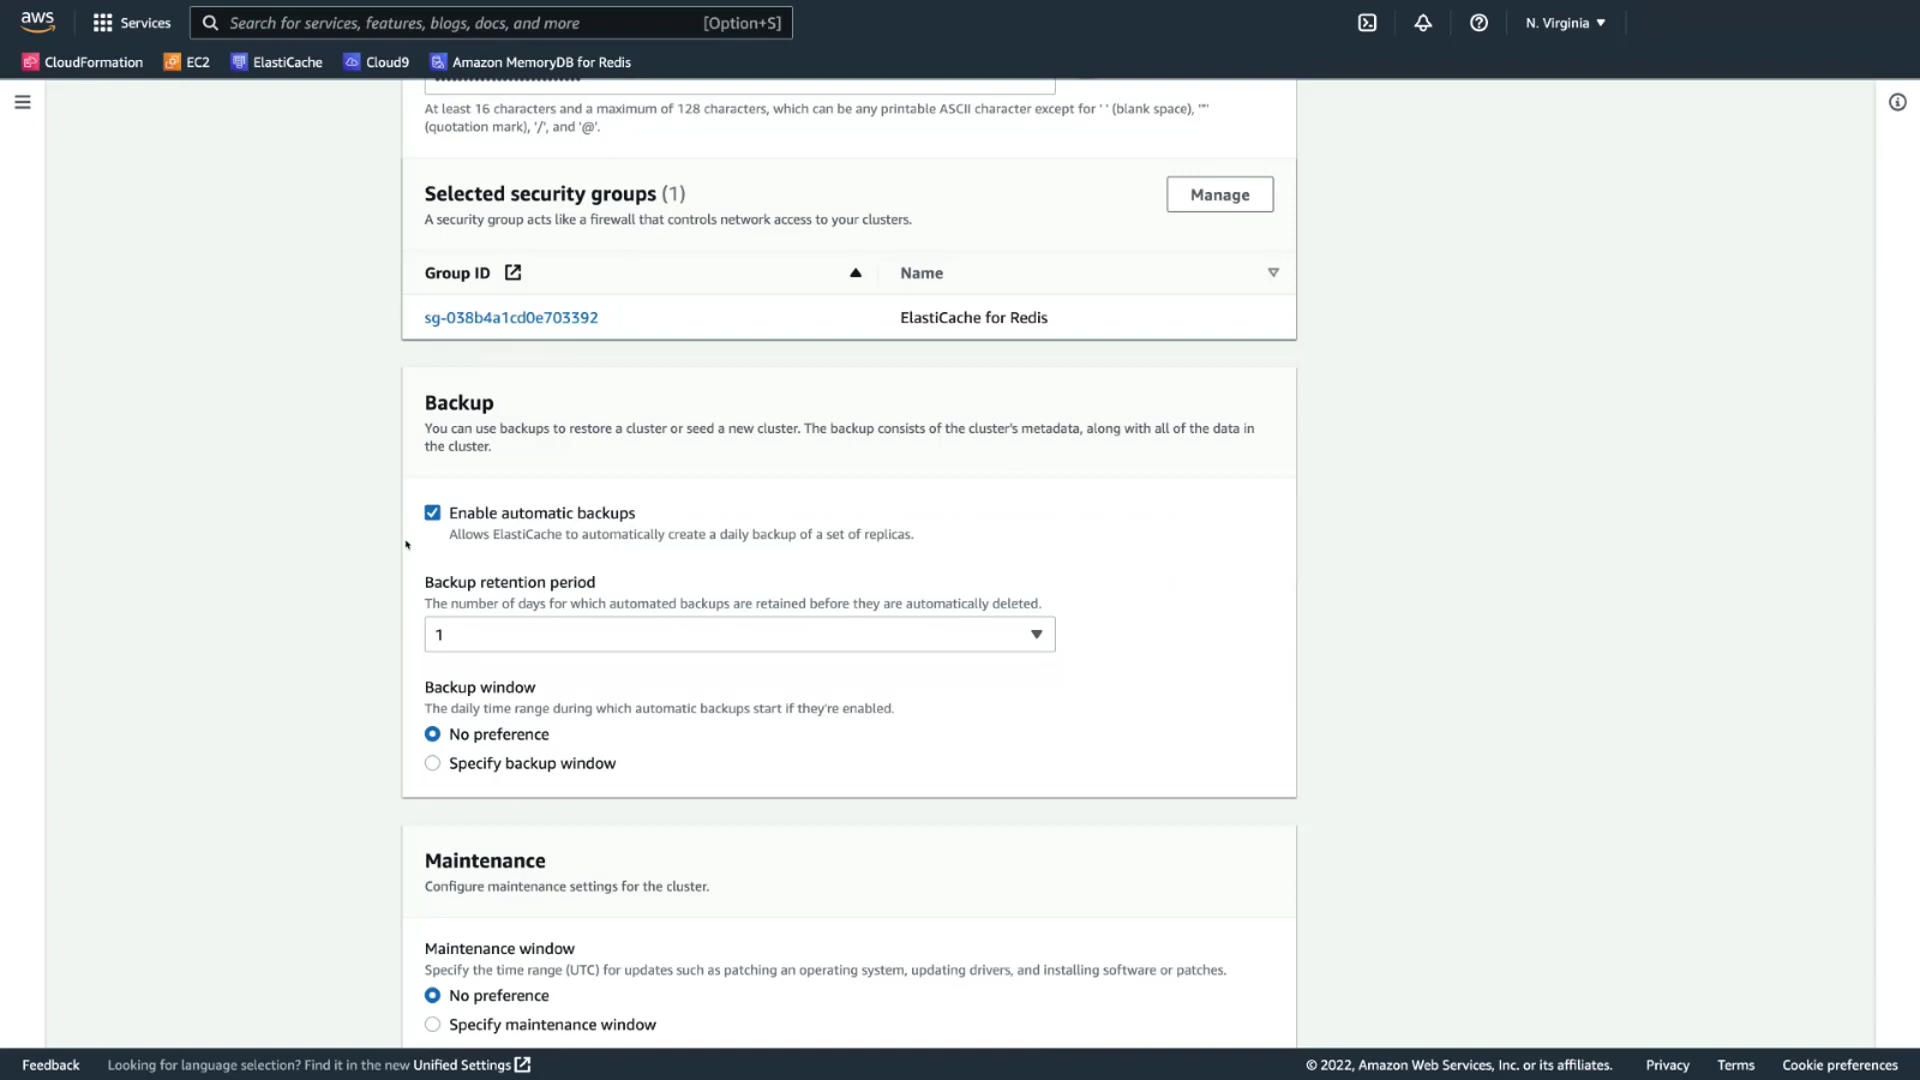 aws
Services
Search for services, features, blogs, docs, and more
[Option+S]
N. Virginia
CloudFormation
EC2
ElastiCache
Cloud9
Amazon MemoryDB for Redis
At least 16 characters and a maximum of 128 characters, which can be any printable ASCII character except for ' ' (blank space), '"'
(quotation mark), '/', and '@'.
Selected security groups (1)
Manage
A security group acts like a firewall that controls network access to your clusters.
Group ID
Name
sg-038b4a1cd0e703392
ElastiCache for Redis
Backup
You can use backups to restore a cluster or seed a new cluster. The backup consists of the cluster's metadata, along with all of the data in
the cluster.
Enable automatic backups
Allows ElastiCache to automatically create a daily backup of a set of replicas.
Backup retention period
The number of days for which automated backups are retained before they are automatically deleted.
1
Backup window
The daily time range during which automatic backups start if they're enabled.
No preference
Specify backup window
Maintenance
Configure maintenance settings for the cluster.
Maintenance window
Specify the time range (UTC) for updates such as patching an operating system, updating drivers, and installing software or patches.
No preference
Specify maintenance window
Feedback
Looking for language selection? Find it in the new Unified Settings
© 2022, Amazon Web Services, Inc. or its affiliates.
Privacy
Terms
Cookie preferences